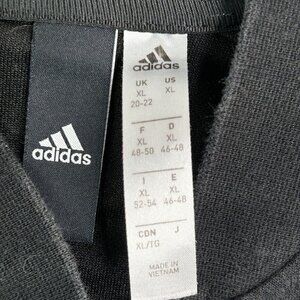 adidas
adidas
UK US
XL XL
20-22
F D
XL XL
48-50 46-48
I E
XL XL
52-54 46-48
CDN J
XL/TG
MADE IN
VIETNAM